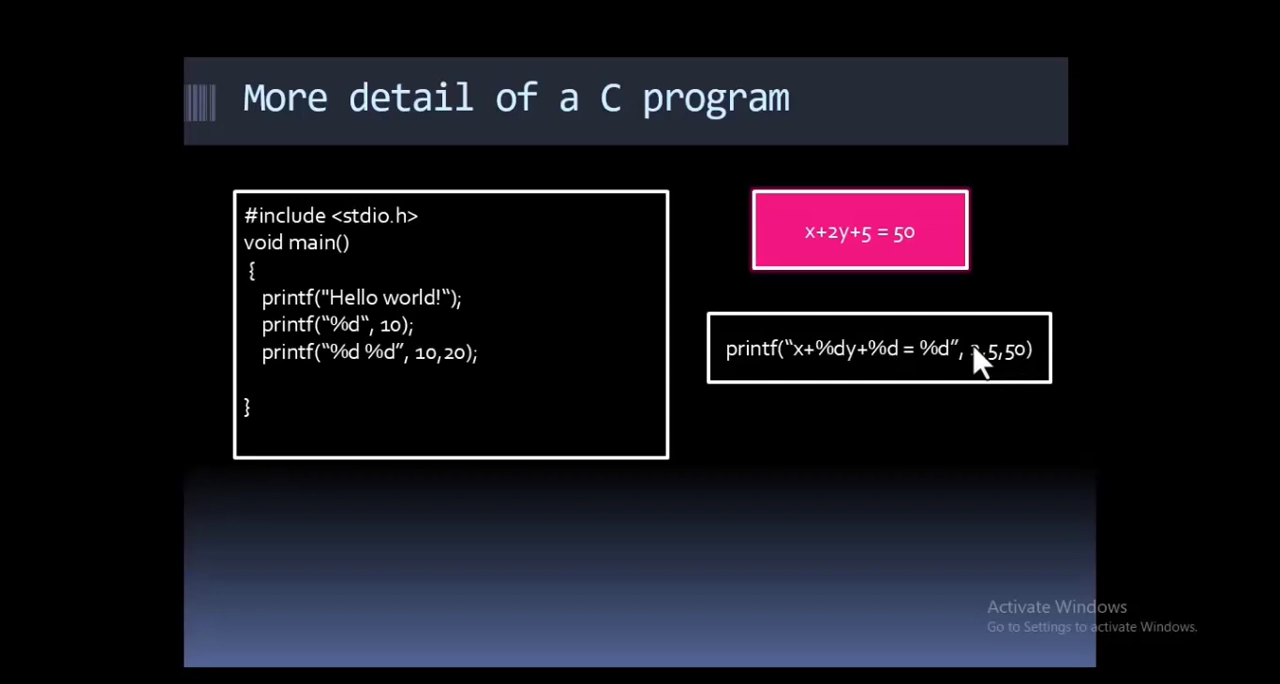 More detail of a C program
#include <stdio.h>
void main()
{
printf("Hello world!“);
printf(“%d“, 10);
printf(“%d %d”, 10,20);
}
x+2y+5 = 50
printf(“x+%dy+%d = %d”, 2,5,50)
Activate Windows
Go to Settings to activate Windows.